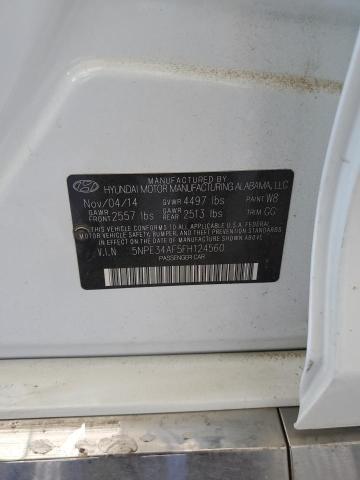 MANUFACTURED BY
HYUNDAI MOTOR MANUFACTURING ALABAMA, LLC
Nov/04/14 GVWR 4497 lbs PAINT W8
GAWR FRONT 2557 lbs GAWR REAR 2513 lbs TRIM GG
THIS VEHICLE CONFORMS TO ALL APPLICABLE U.S.A FEDERAL
MOTOR VEHICLE SAFETY, BUMPER, AND THEFT PREVENTION STANDARDS
IN EFFECT ON THE DATE OF MANUFACTURE SHOWN ABOVE.
V.I.N 5NPE34AF5FH124560
PASSENGER CAR